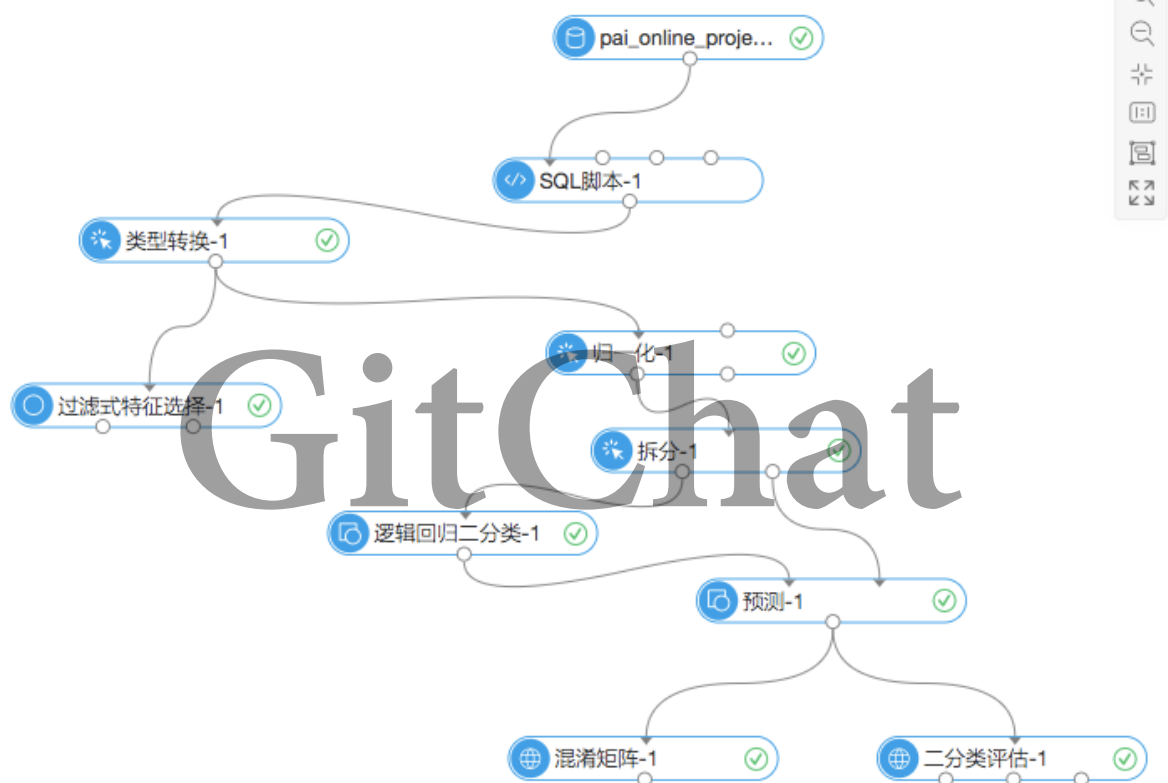 pai_online_proje...
SQL脚本-1
类型转换-1
归一化-1
过滤式特征选择-1
拆分-1
逻辑回归二分类-1
预测-1
混淆矩阵-1
二分类评估-1
GitChat